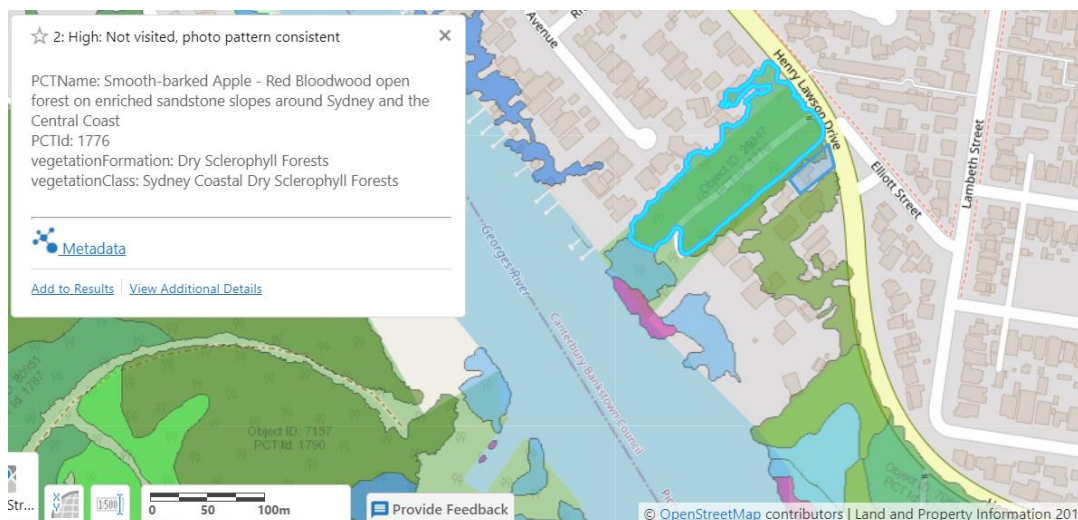 2: High: Not visited, photo pattern consistent
PCTName: Smooth-barked Apple - Red Bloodwood open
forest on enriched sandstone slopes around Sydney and the
Central Coast
PCTId: 1776
vegetationFormation: Dry Sclerophyll Forests
vegetationClass: Sydney Coastal Dry Sclerophyll Forests
Metadata
Add to Results
View Additional Details
Avenue
Henry Lawson Drive
Elliott Street
Lambeth Street
Georges River
Canterbury Bankstown Council
Object ID: 7157
PCTId: 1790
Str...
1:500
0 50 100m
Provide Feedback
© OpenStreetMap contributors | Land and Property Information 201